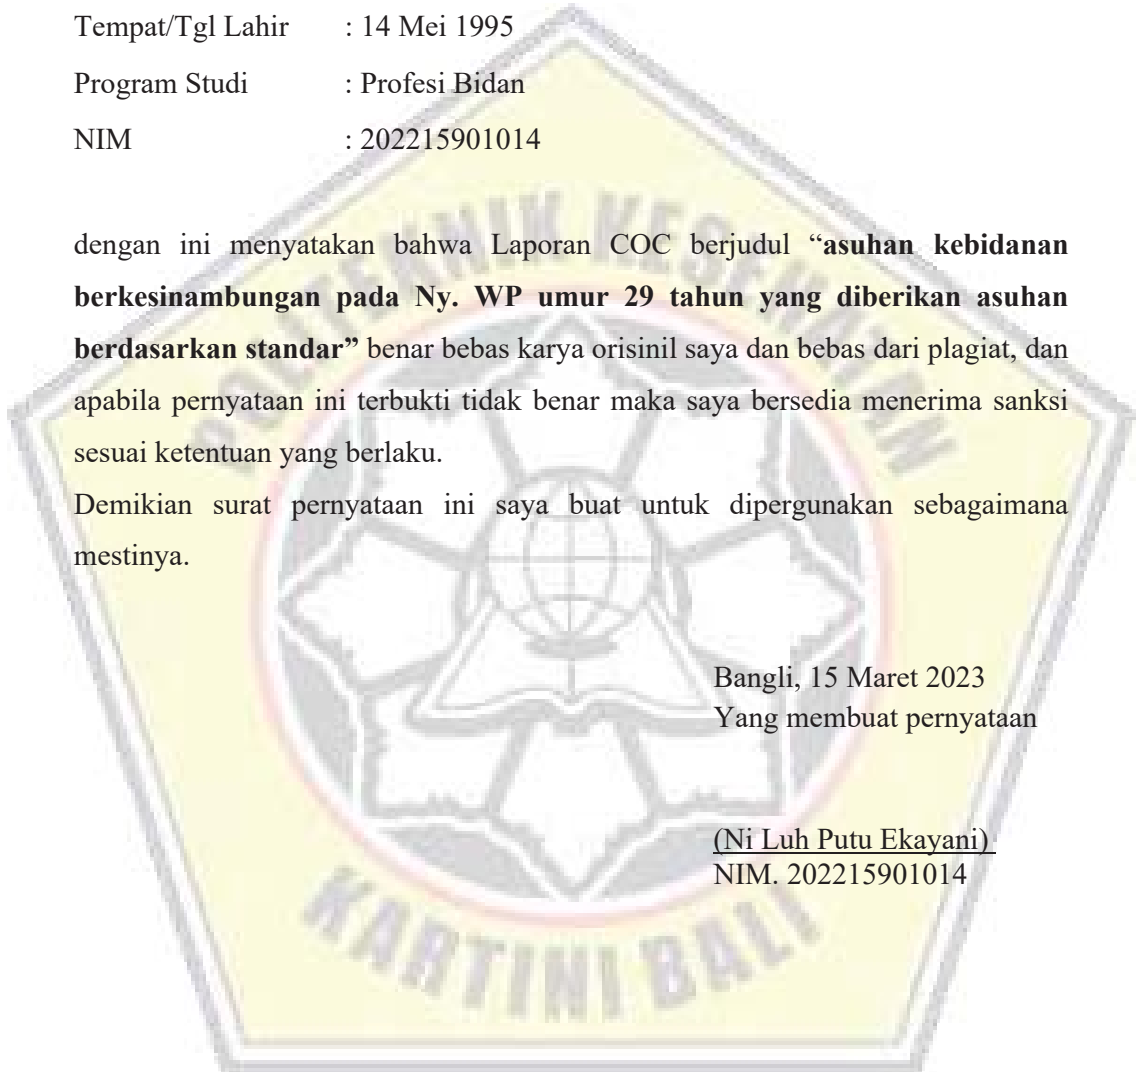 Tempat/Tgl Lahir : 14 Mei 1995
Program Studi : Profesi Bidan
NIM : 202215901014
dengan ini menyatakan bahwa Laporan COC berjudul “asuhan kebidanan
berkesinambungan pada Ny. WP umur 29 tahun yang diberikan asuhan
berdasarkan standar” benar bebas karya orisinil saya dan bebas dari plagiat, dan
apabila pernyataan ini terbukti tidak benar maka saya bersedia menerima sanksi
sesuai ketentuan yang berlaku.
Demikian surat pernyataan ini saya buat untuk dipergunakan sebagaimana
mestinya.
Bangli, 15 Maret 2023
Yang membuat pernyataan
(Ni Luh Putu Ekayani)
NIM. 202215901014
POLITEKNIK KESEHATAN
KARTINI BALI